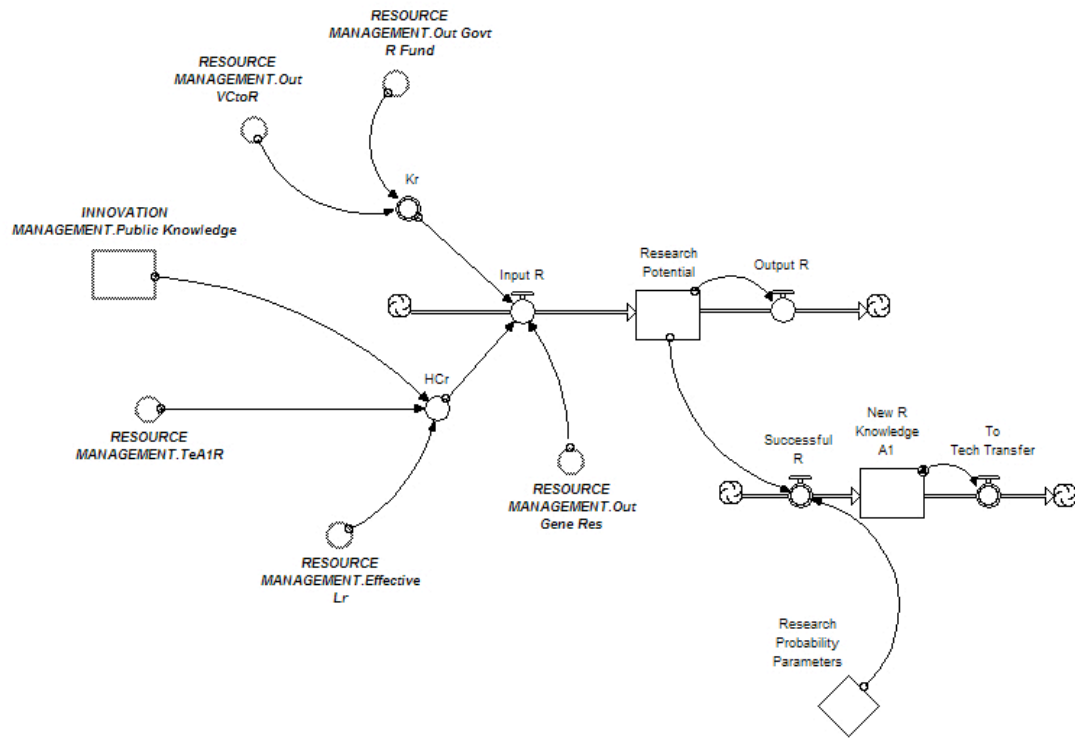 RESOURCE
MANAGEMENT.Out Govt
R Fund
RESOURCE
MANAGEMENT.Out
VCtoR
Kr
INNOVATION
MANAGEMENT.Public Knowledge
Input R
Research
Potential
Output R
HCr
RESOURCE
MANAGEMENT.TeA1R
RESOURCE
MANAGEMENT.Out
Gene Res
Successful
R
New R
Knowledge
A1
To
Tech Transfer
RESOURCE
MANAGEMENT.Effective
Lr
Research
Probability
Parameters